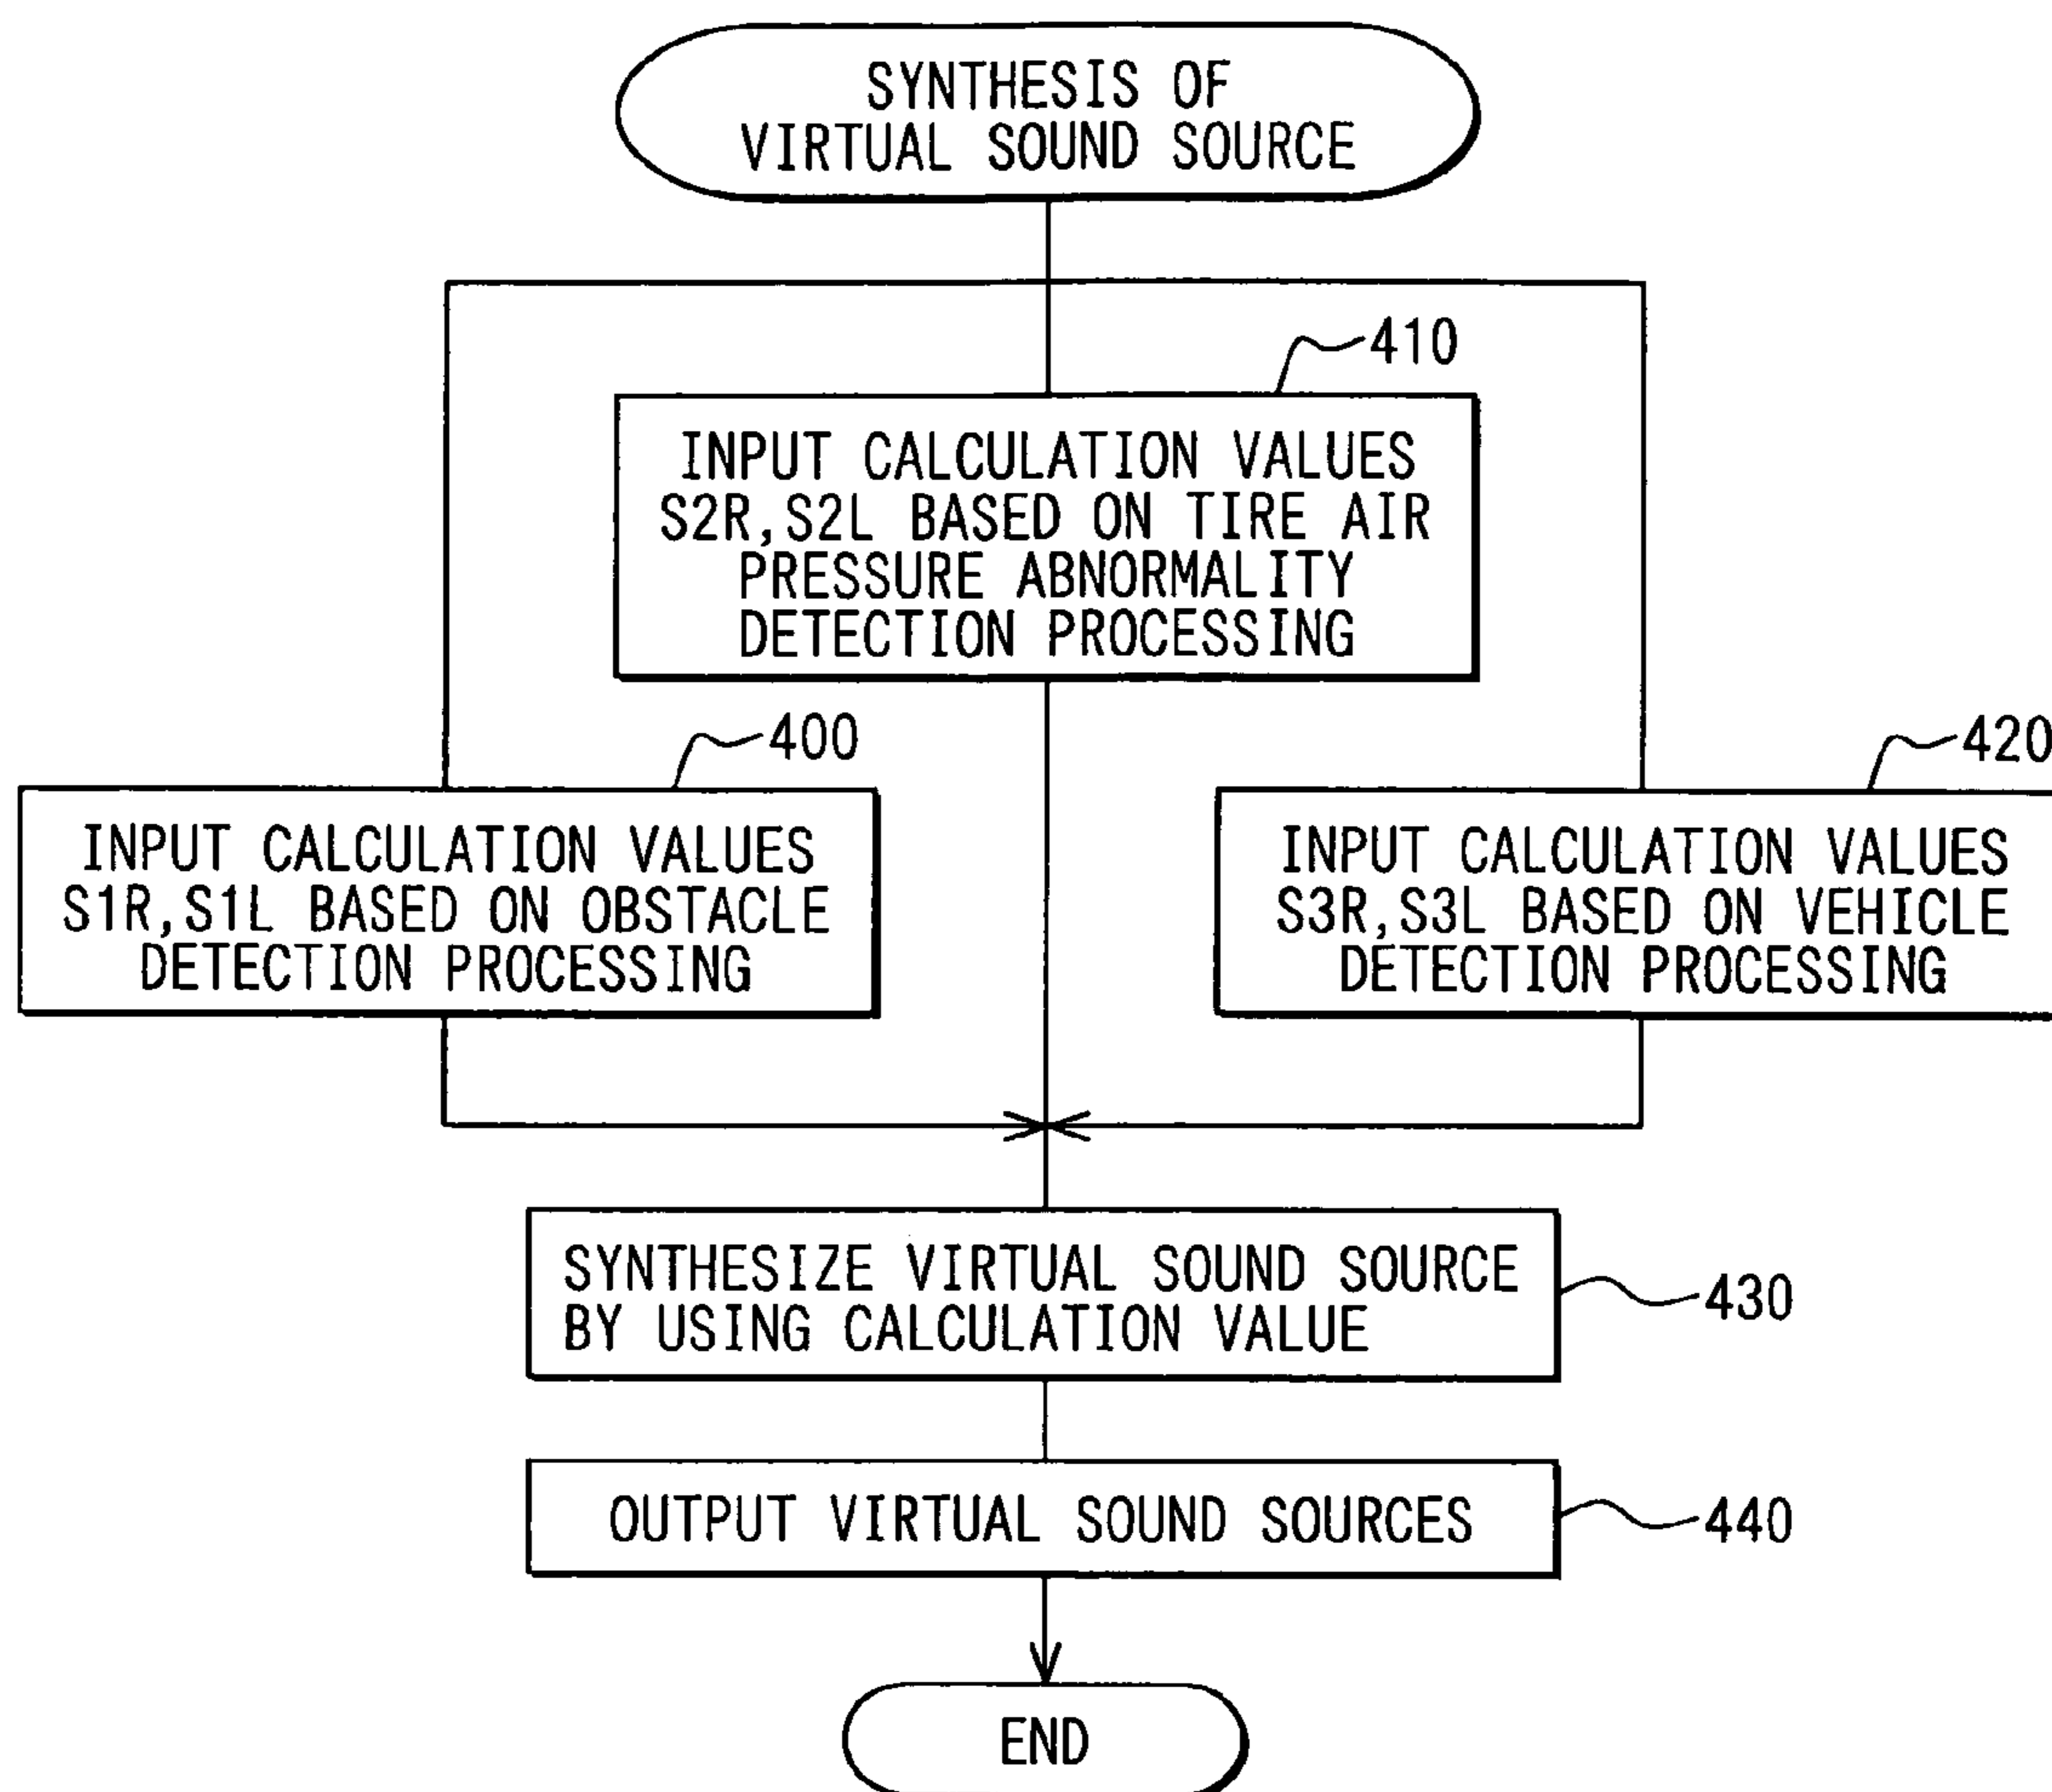 SYNTHESIS OF
VIRTUAL SOUND SOURCE
410
INPUT CALCULATION VALUES
S2R,S2L BASED ON TIRE AIR
PRESSURE ABNORMALITY
DETECTION PROCESSING
400
INPUT CALCULATION VALUES
S1R,S1L BASED ON OBSTACLE
DETECTION PROCESSING
420
INPUT CALCULATION VALUES
S3R,S3L BASED ON VEHICLE
DETECTION PROCESSING
SYNTHESIZE VIRTUAL SOUND SOURCE
BY USING CALCULATION VALUE
430
OUTPUT VIRTUAL SOUND SOURCES
440
END